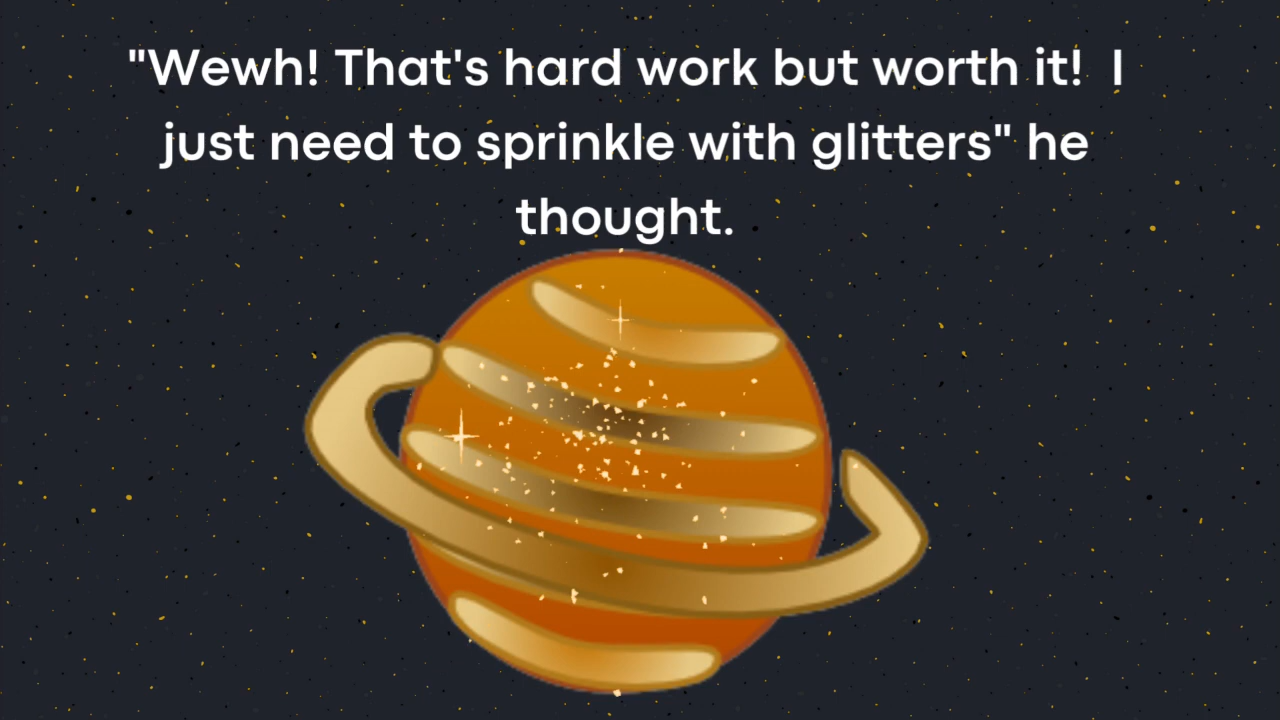 "Wewh! That's hard work but worth it!  I
just need to sprinkle with glitters" he
thought.